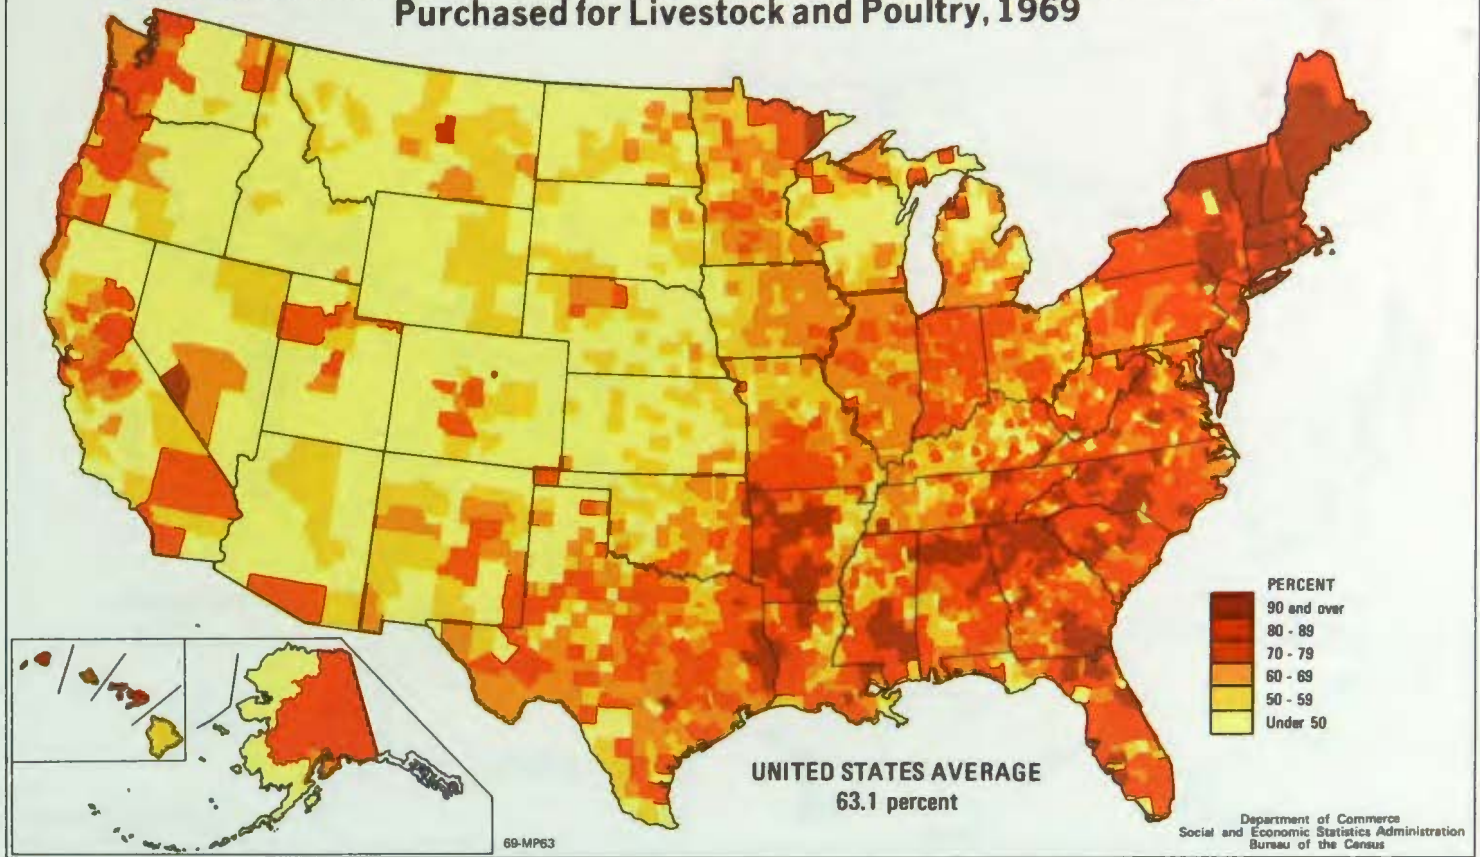 Purchased for Livestock and Poultry, 1969
PERCENT
90 and over
80 - 89
70 - 79
60 - 69
50 - 59
Under 50
UNITED STATES AVERAGE
63.1 percent
69-MP63
Department of Commerce
Social and Economic Statistics Administration
Bureau of the Census